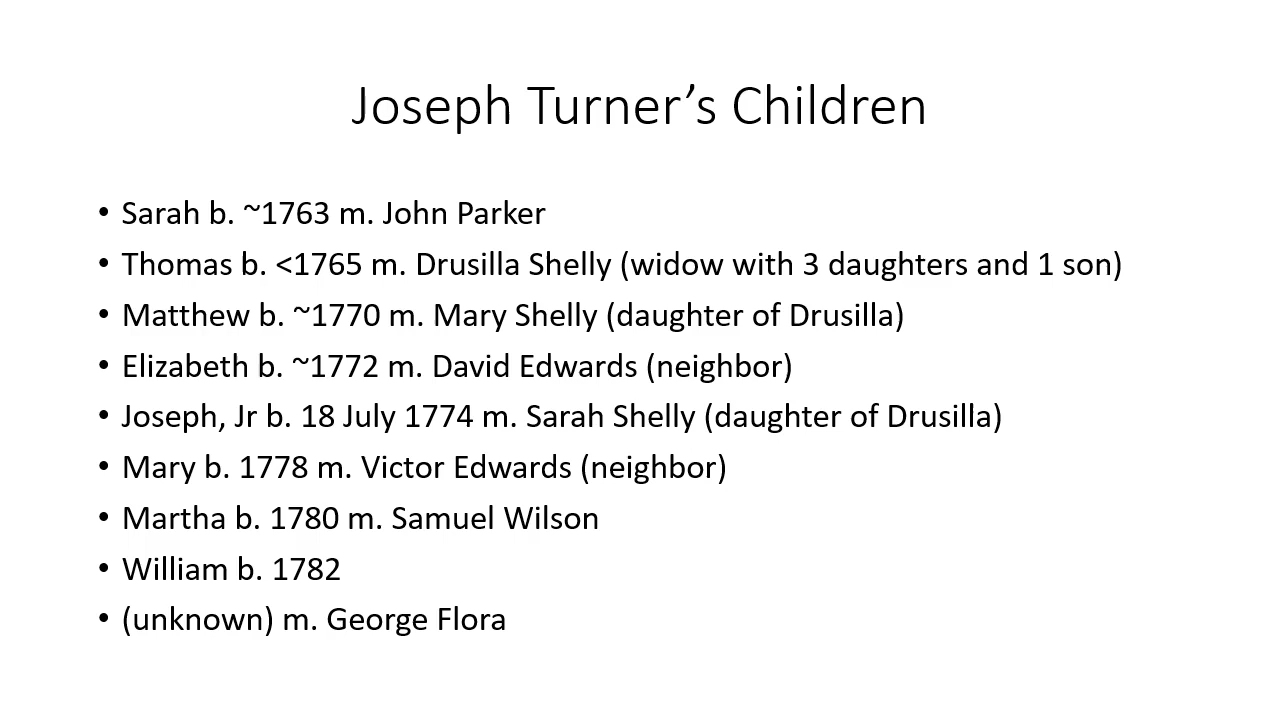 Joseph Turner’s Children
• Sarah b. ~1763 m. John Parker
• Thomas b. <1765 m. Drusilla Shelly (widow with 3 daughters and 1 son)
• Matthew b. ~1770 m. Mary Shelly (daughter of Drusilla)
• Elizabeth b. ~1772 m. David Edwards (neighbor)
• Joseph, Jr b. 18 July 1774 m. Sarah Shelly (daughter of Drusilla)
• Mary b. 1778 m. Victor Edwards (neighbor)
• Martha b. 1780 m. Samuel Wilson
• William b. 1782
• (unknown) m. George Flora